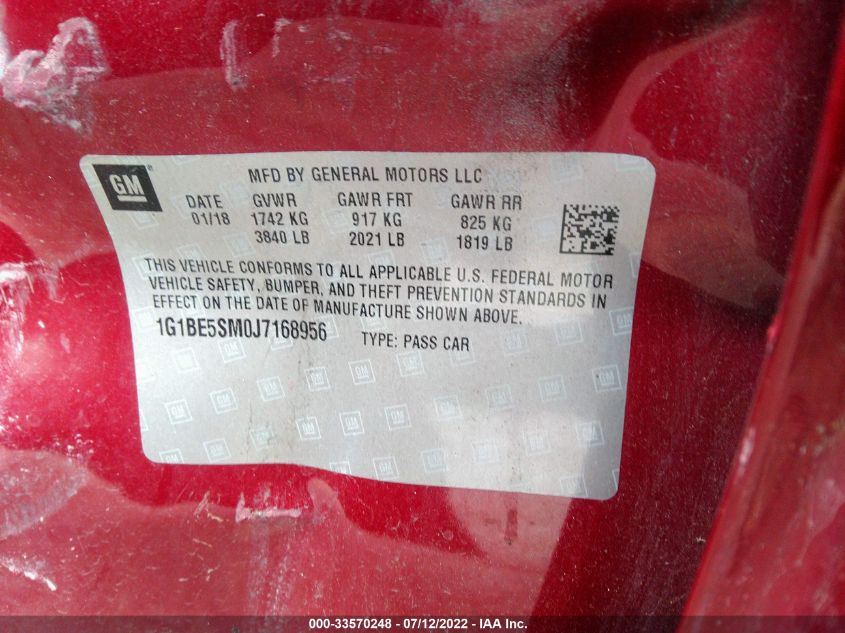 GM
MFD BY GENERAL MOTORS LLC
DATE GVWR GAWR FRT GAWR RR
01/18 1742 KG 917 KG 825 KG
3840 LB 2021 LB 1819 LB
THIS VEHICLE CONFORMS TO ALL APPLICABLE U.S. FEDERAL MOTOR
VEHICLE SAFETY, BUMPER, AND THEFT PREVENTION STANDARDS IN
EFFECT ON THE DATE OF MANUFACTURE SHOWN ABOVE.
1G1BE5SM0J7168956 TYPE: PASS CAR
000-33570248 - 07/12/2022 - IAA Inc.